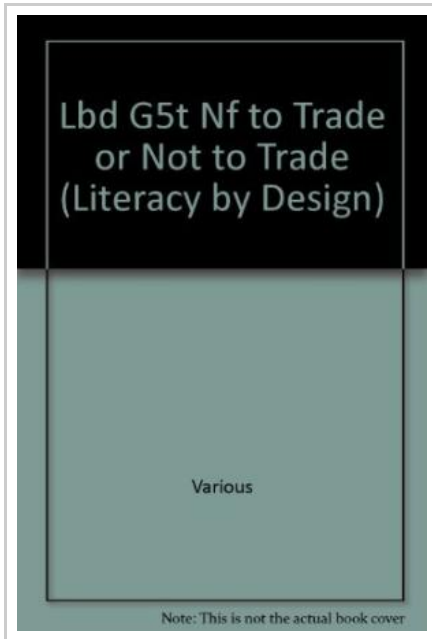 Lbd G5t Nf to Trade
or Not to Trade
(Literacy by Design)
Various
Note: This is not the actual book cover